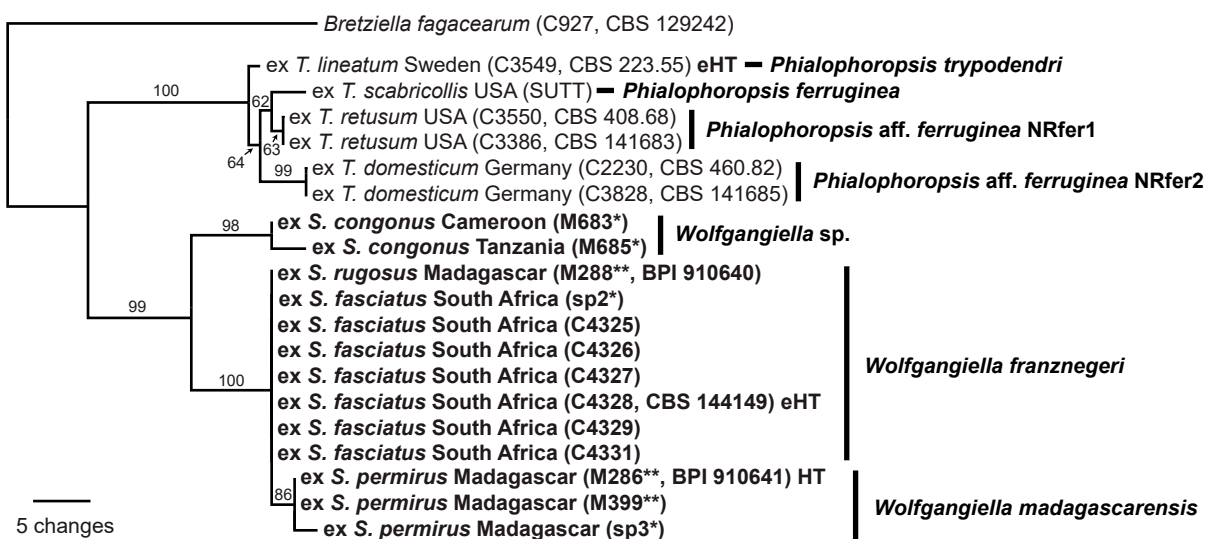 Bretziella fagacearum (C927, CBS 129242)
ex T. lineatum Sweden (C3549, CBS 223.55) eHT Phialophoropsis trypodendri
100
62 ex T. scabricollis USA (SUTT) Phialophoropsis ferruginea
ex T. retusum USA (C3550, CBS 408.68)
Phialophoropsis aff. ferruginea NRfer1
ex T. retusum USA (C3386, CBS 141683)
63
64
99 ex T. domesticum Germany (C2230, CBS 460.82)
Phialophoropsis aff. ferruginea NRfer2
ex T. domesticum Germany (C3828, CBS 141685)
98 ex S. congonus Cameroon (M683*)
Wolfgangiella sp.
ex S. congonus Tanzania (M685*)
ex S. rugosus Madagascar (M288**, BPI 910640)
ex S. fasciatus South Africa (sp2*)
99
ex S. fasciatus South Africa (C4325)
ex S. fasciatus South Africa (C4326)
Wolfgangiella franznegeri
ex S. fasciatus South Africa (C4327)
100
ex S. fasciatus South Africa (C4328, CBS 144149) eHT
ex S. fasciatus South Africa (C4329)
ex S. fasciatus South Africa (C4331)
ex S. permirus Madagascar (M286**, BPI 910641) HT
86
ex S. permirus Madagascar (M399**)
Wolfgangiella madagascarensis
ex S. permirus Madagascar (sp3*)
5 changes